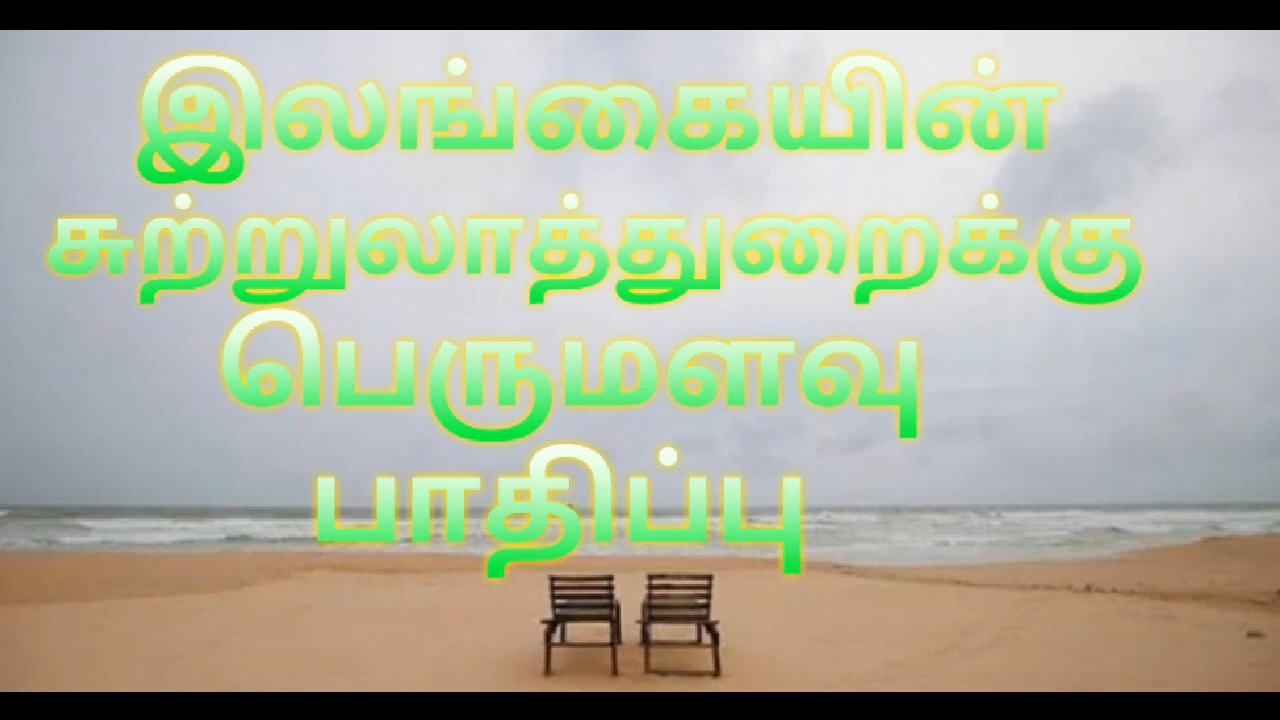 இலங்கையின்
சுற்றுலாத்துறைக்கு
பெருமளவு
பாதிப்பு